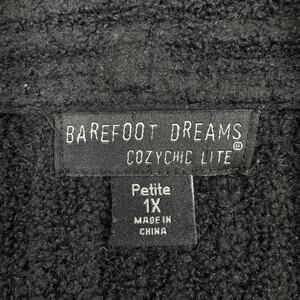 BAREFOOT DREAMS
COZYCHIC LITE®
Petite
1X
MADE IN
CHINA